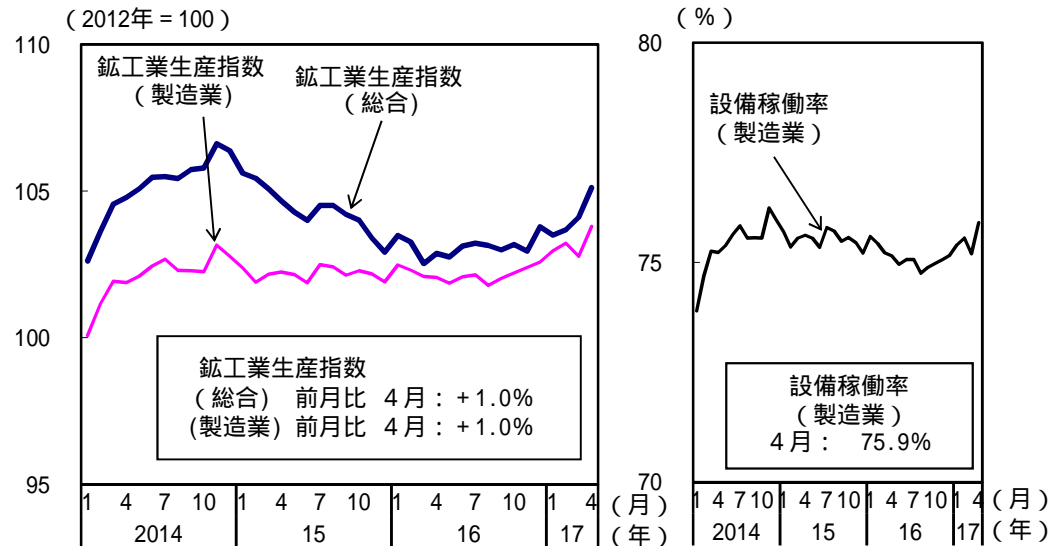 （2012年＝100）
110
105
100
95
鉱工業生産指数
（製造業)
鉱工業生産指数
（総合）
鉱工業生産指数
（総合） 前月比 ４月：+1.0%
(製造業) 前月比 ４月：+1.0%
1 4 7 10 1 4 7 10 1 4 7 10 1 4 （月）
2014 15 16 17 （年）
（％）
80
75
70
設備稼働率
（製造業）
設備稼働率
（製造業）
４月： 75.9%
1 4 7 10 1 4 7 10 1 4 7 10 1 4 （月）
2014 15 16 17 （年）